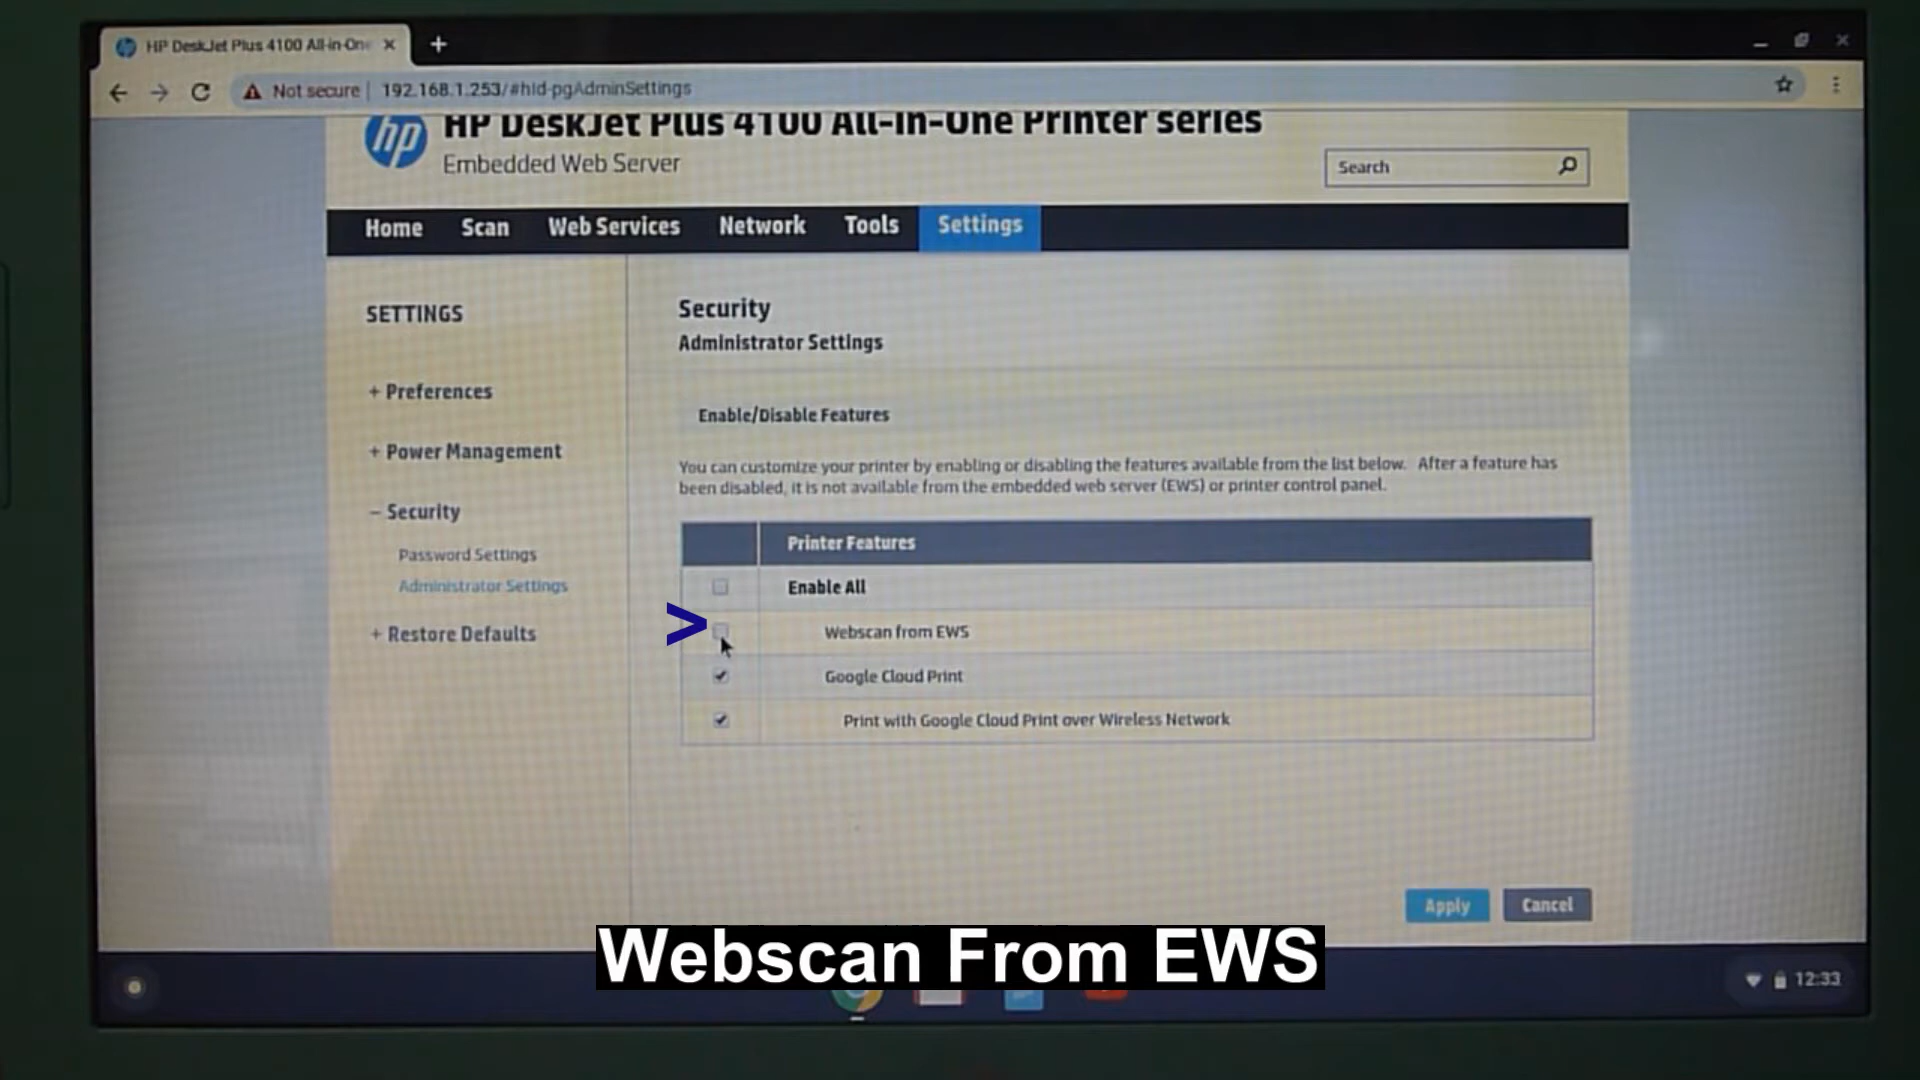 HP DeskJet Plus 4100 All-in-One
Not secure | 192.168.1.253/#hId-pgAdminSettings
hp
HP DeskJet Plus 4100 All-in-One Printer series
Embedded Web Server
Search
Home Scan Web Services Network Tools Settings
SETTINGS
+ Preferences
+ Power Management
– Security
Password Settings
Administrator Settings
+ Restore Defaults
Security
Administrator Settings
Enable/Disable Features
You can customize your printer by enabling or disabling the features available from the list below. After a feature has
been disabled, it is not available from the embedded web server (EWS) or printer control panel.
Printer Features
Enable All
>
Webscan from EWS
Google Cloud Print
Print with Google Cloud Print over Wireless Network
Apply Cancel
Webscan From EWS
12:33